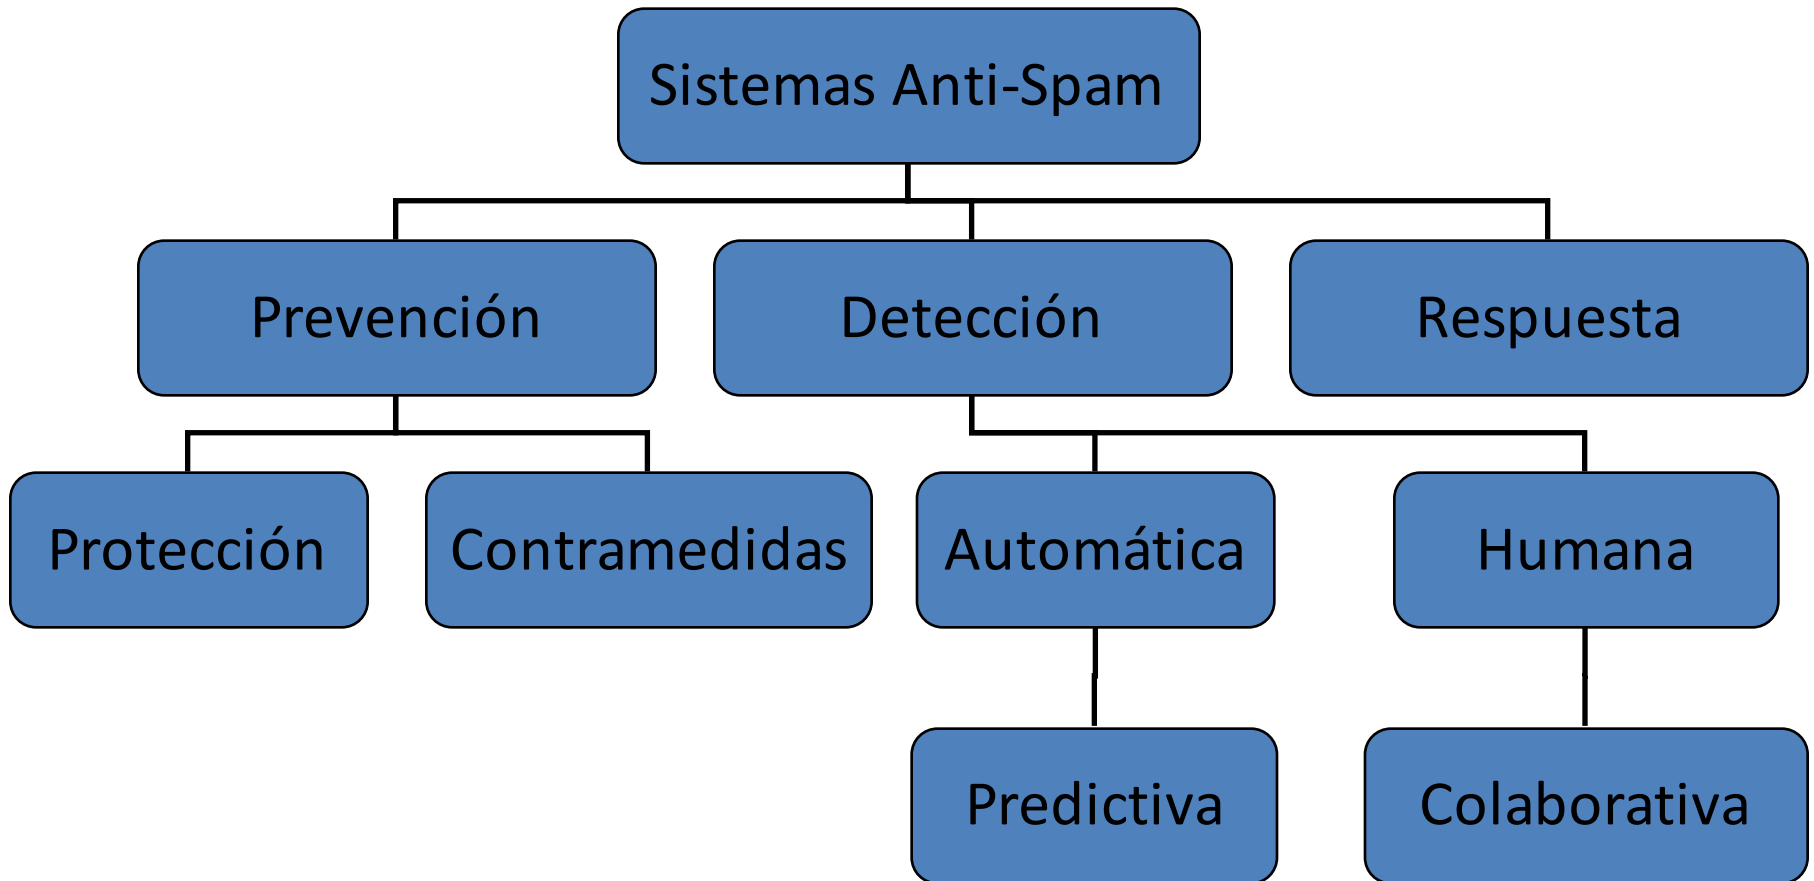 Sistemas Anti-Spam
Prevención
Detección
Respuesta
Protección
Contramedidas
Automática
Humana
Predictiva
Colaborativa